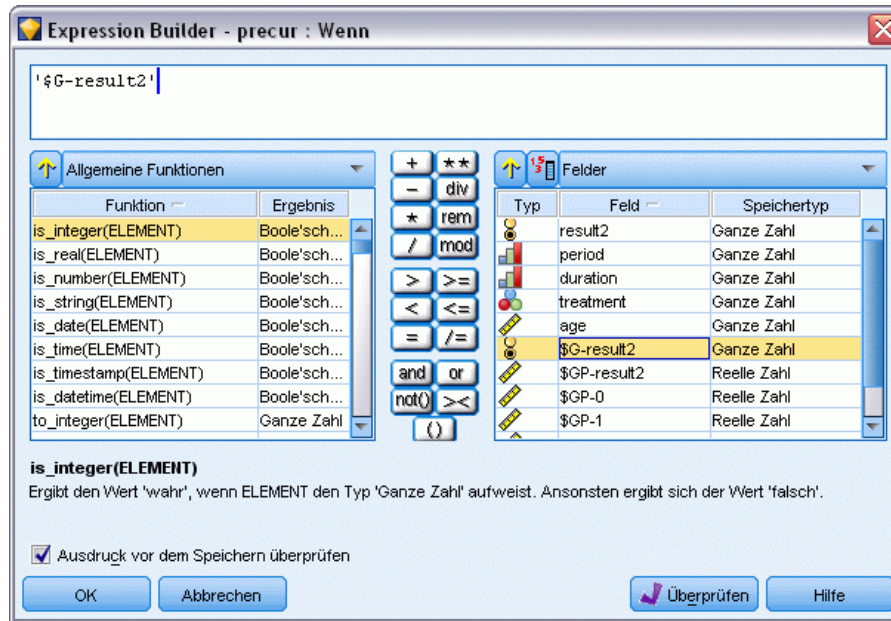 Expression Builder - precur : Wenn
'$G-result2'
Allgemeine Funktionen
Funktion Ergebnis
is_integer(ELEMENT) Boole'sch...
is_real(ELEMENT) Boole'sch...
is_number(ELEMENT) Boole'sch...
is_string(ELEMENT) Boole'sch...
is_date(ELEMENT) Boole'sch...
is_time(ELEMENT) Boole'sch...
is_timestamp(ELEMENT) Boole'sch...
is_datetime(ELEMENT) Boole'sch...
to_integer(ELEMENT) Ganze Zahl
+ **
- div
* rem
/ mod
> >=
< <=
= /=
and or
not() ><
()
Felder
Typ Feld Speichertyp
result2 Ganze Zahl
period Ganze Zahl
duration Ganze Zahl
treatment Ganze Zahl
age Ganze Zahl
$G-result2 Ganze Zahl
$GP-result2 Reelle Zahl
$GP-0 Reelle Zahl
$GP-1 Reelle Zahl
is_integer(ELEMENT)
Ergibt den Wert 'wahr', wenn ELEMENT den Typ 'Ganze Zahl' aufweist. Ansonsten ergibt sich der Wert 'falsch'.
Ausdruck vor dem Speichern überprüfen
OK Abbrechen Überprüfen Hilfe